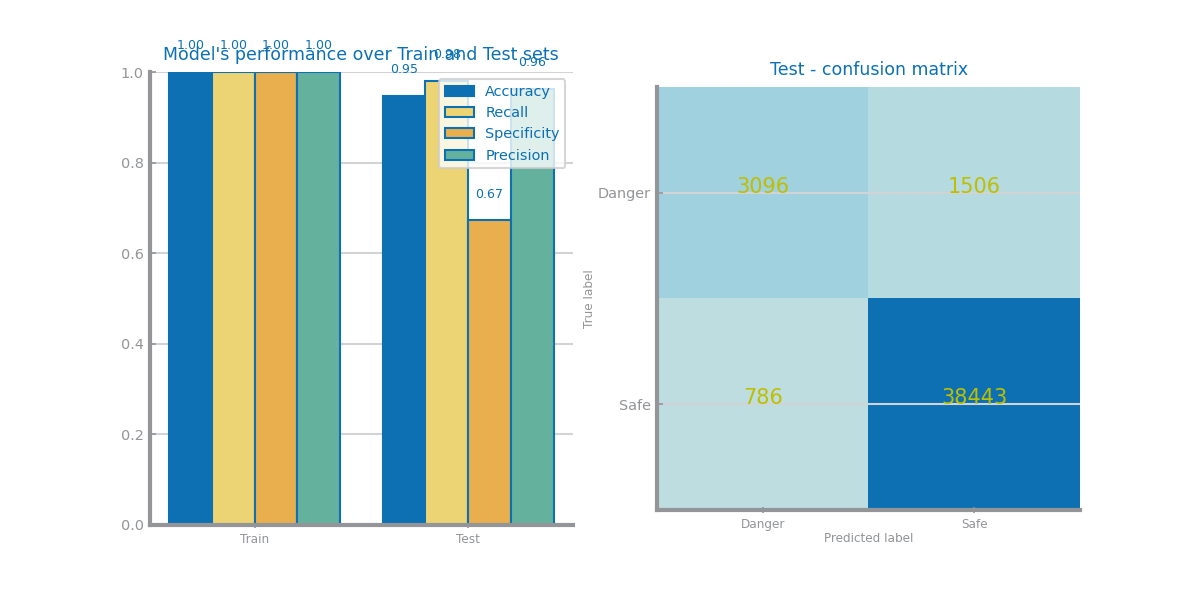 Model's performance over Train and Test sets
1.00 1.00 1.00 1.00
0.95 0.98 0.67 0.96
Accuracy
Recall
Specificity
Precision
1.0
0.8
0.6
0.4
0.2
0.0
Train Test
Test - confusion matrix
True label
Danger 3096 1506
Safe 786 38443
Danger Safe
Predicted label